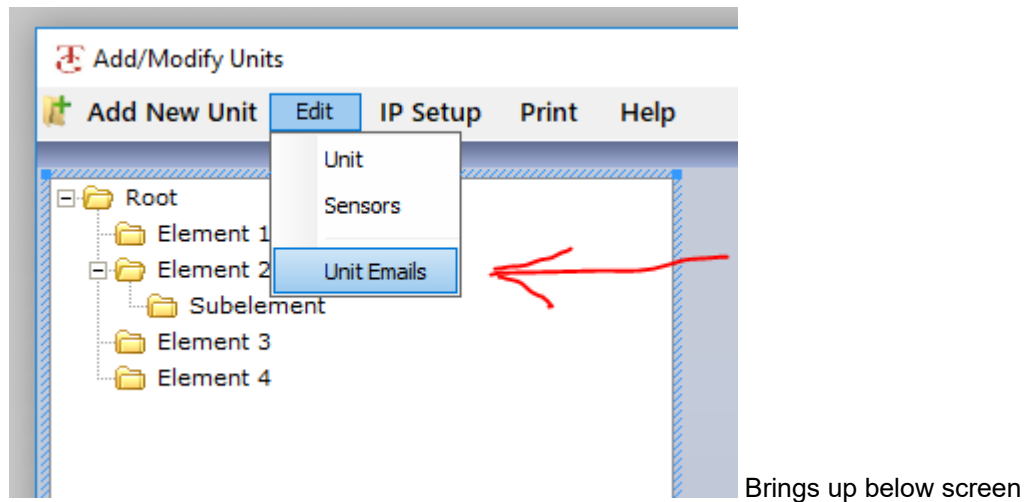 Add/Modify Units
Add New Unit Edit IP Setup Print Help
Unit
Sensors
Unit Emails
Root
Element 1
Element 2
Subelement
Element 3
Element 4
Brings up below screen